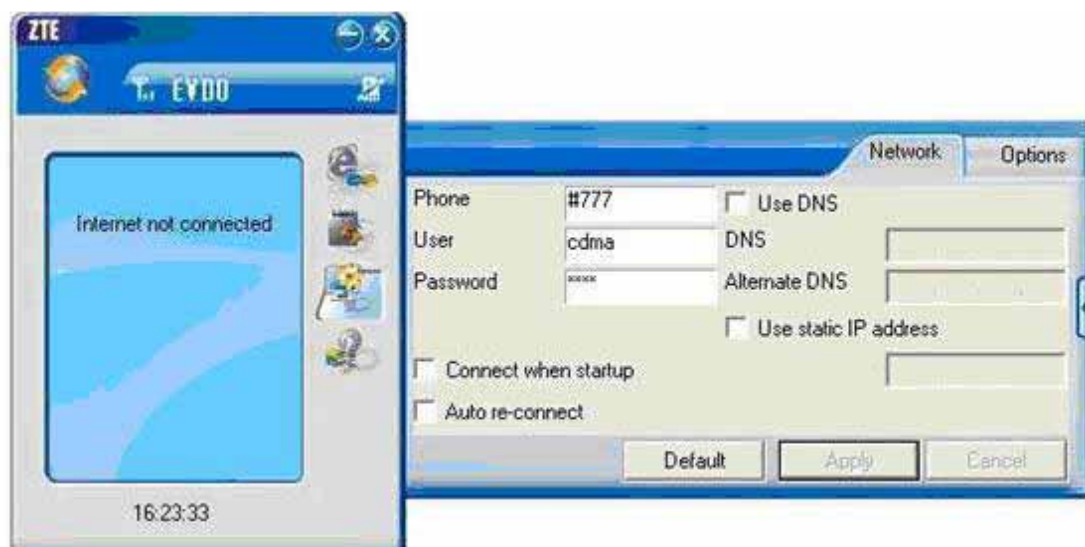 ZTE
EVDO
Internet not connected
16:23:33
Network
Options
Phone
#777
Use DNS
User
cdma
DNS
Password
****
Alternate DNS
Use static IP address
Connect when startup
Auto re-connect
Default
Apply
Cancel